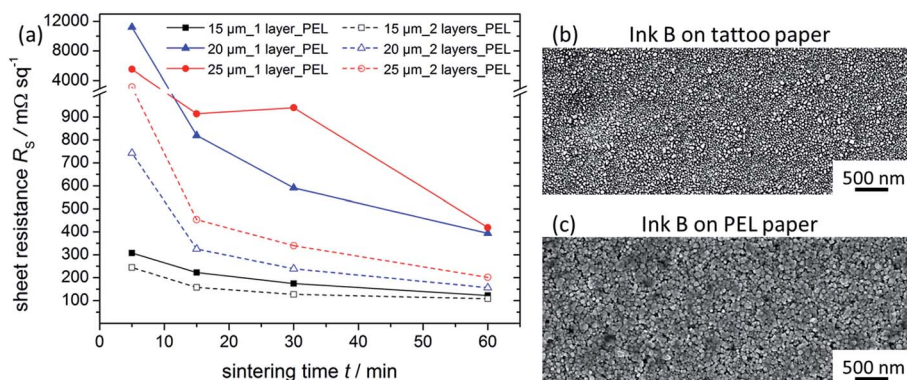 (a)
sheet resistance Rs / mΩ sq⁻¹
12000
8000
4000
900
800
700
600
500
400
300
200
100
0 10 20 30 40 50 60
sintering time t / min
15 µm_1 layer_PEL
20 µm_1 layer_PEL
25 µm_1 layer_PEL
15 µm_2 layers_PEL
20 µm_2 layers_PEL
25 µm_2 layers_PEL
(b) Ink B on tattoo paper
500 nm
(c) Ink B on PEL paper
500 nm